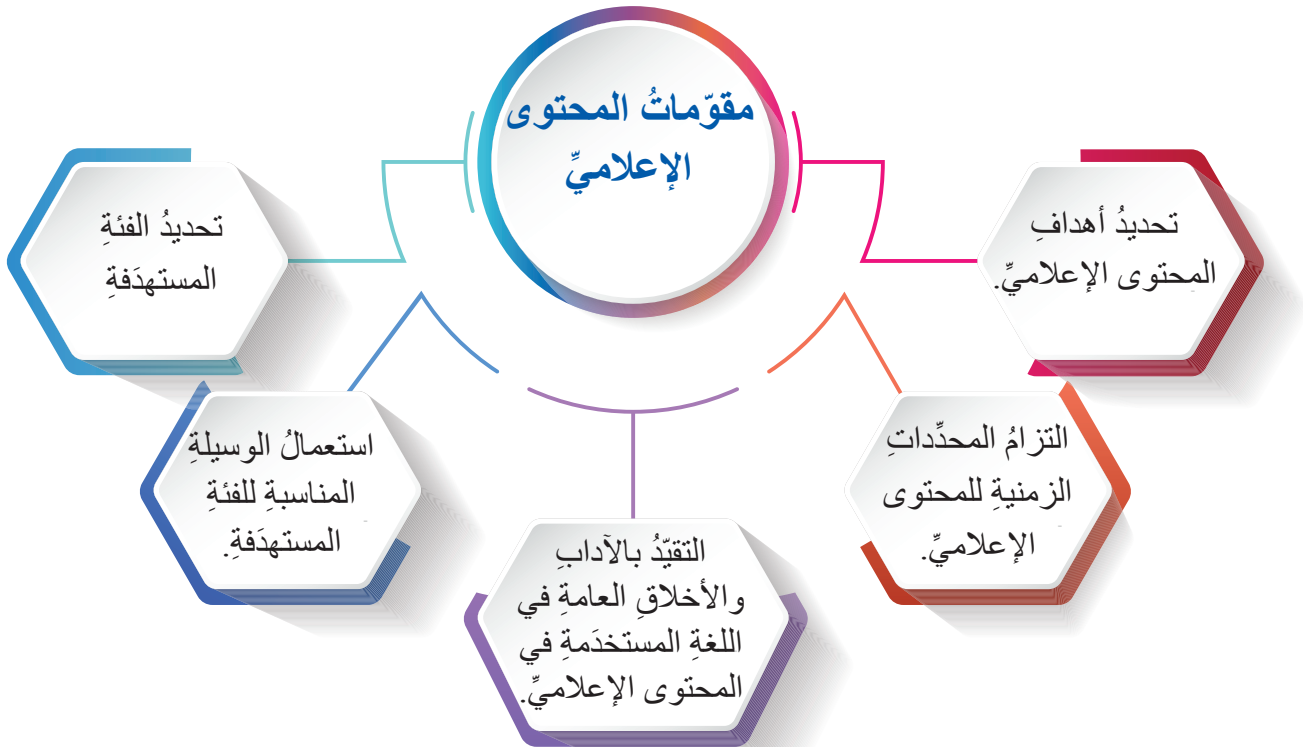 مقوّماتُ المحتوى
الإعلاميِّ
تحديدُ أهدافِ
المحتوى الإعلاميِّ.
التزامُ المحدِّداتِ
الزمنيةِ للمحتوى
الإعلاميِّ.
التقيّدُ بالآدابِ
والأخلاقِ العامةِ في
اللغةِ المستخدَمةِ في
المحتوى الإعلاميِّ.
استعمالُ الوسيلةِ
المناسبةِ للفئةِ
المستهدَفةِ.
تحديدُ الفئةِ
المستهدَفةِ